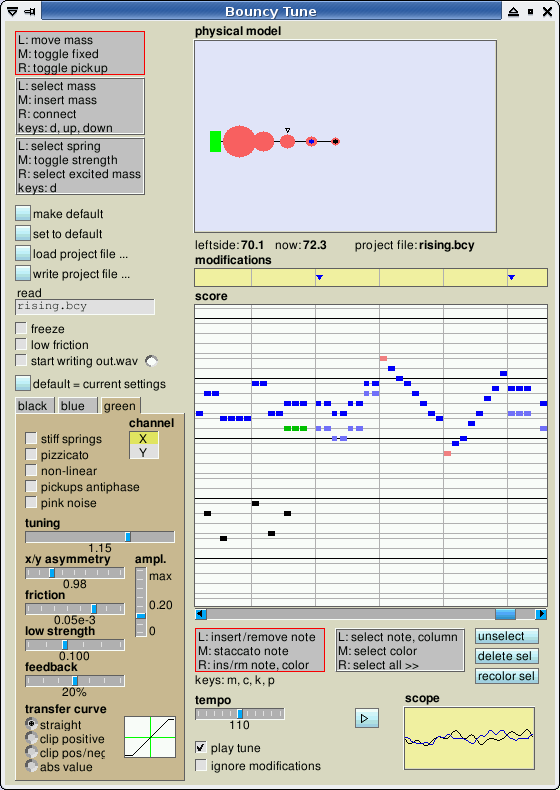 Bouncy Tune
L: move mass
M: toggle fixed
R: toggle pickup
L: select mass
M: insert mass
R: connect
keys: d, up, down
L: select spring
M: toggle strength
R: select excited mass
keys: d
make default
set to default
load project file ...
write project file ...
read
rising.bcy
freeze
low friction
start writing out.wav
default = current settings
black
blue
green
stiff springs
pizzicato
non-linear
pickups antiphase
pink noise
channel
X
Y
tuning
1.15
x/y asymmetry
0.98
friction
0.05e-3
low strength
0.100
feedback
20%
ampl.
max
0.20
0
transfer curve
straight
clip positive
clip pos/neg
abs value
physical model
leftside: 70.1 now: 72.3 project file: rising.bcy
modifications
score
L: insert/remove note
M: staccato note
R: ins/rm note, color
keys: m, c, k, p
L: select note, column
M: select color
R: select all >>
unselect
delete sel
recolor sel
tempo
110
play tune
ignore modifications
scope